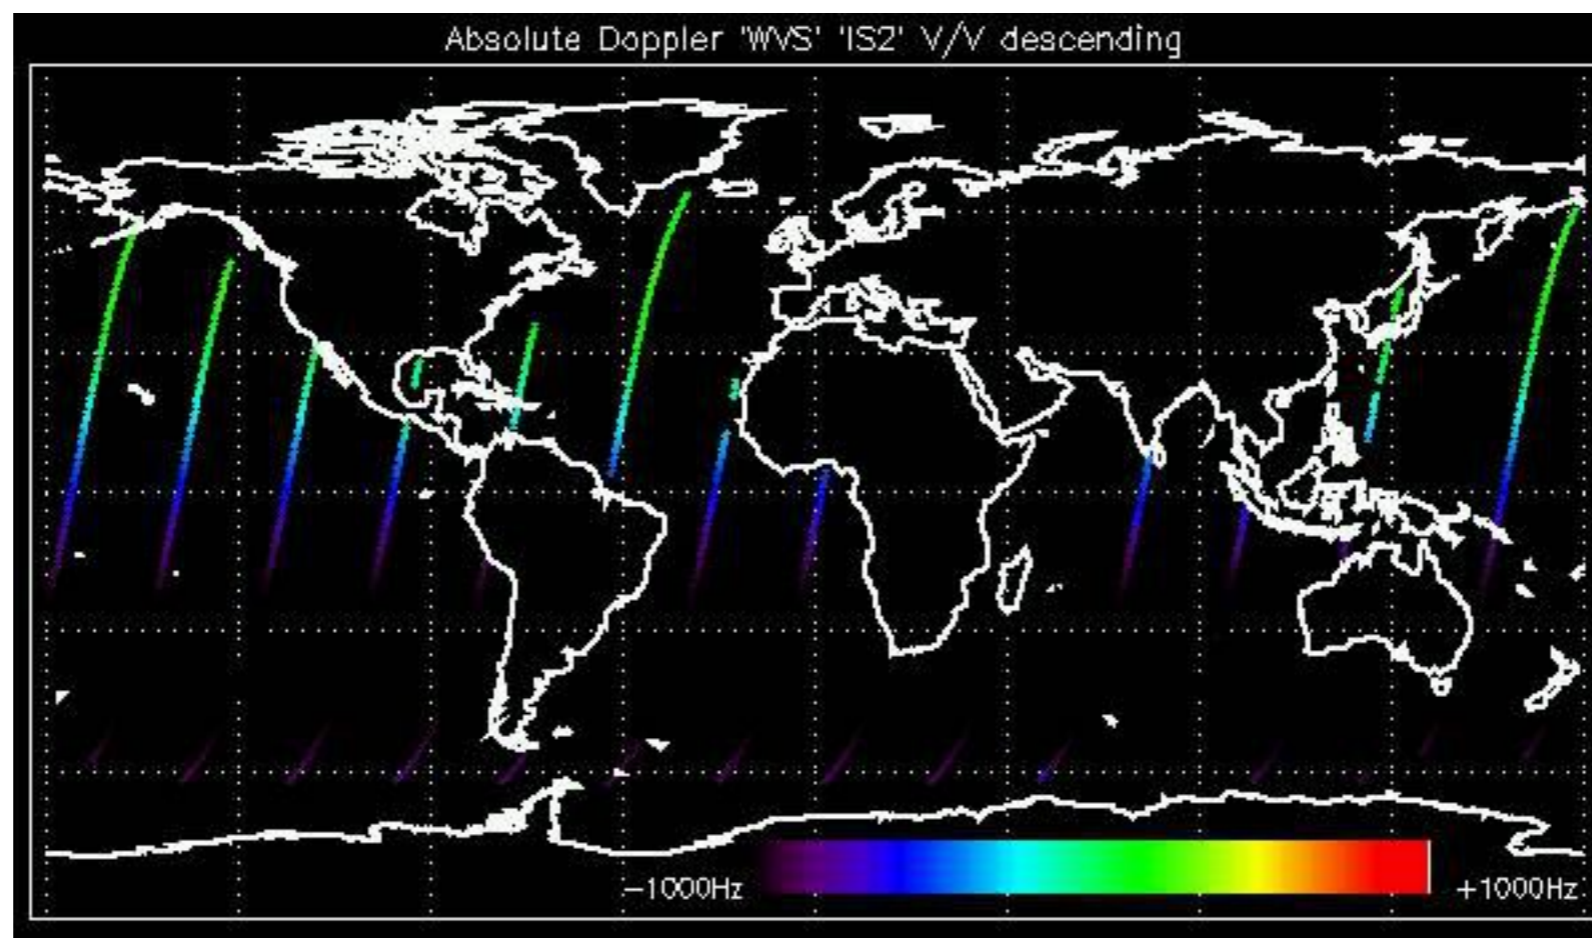 Absolute Doppler 'WVS' 'IS2' V/V descending
−1000Hz
+1000Hz